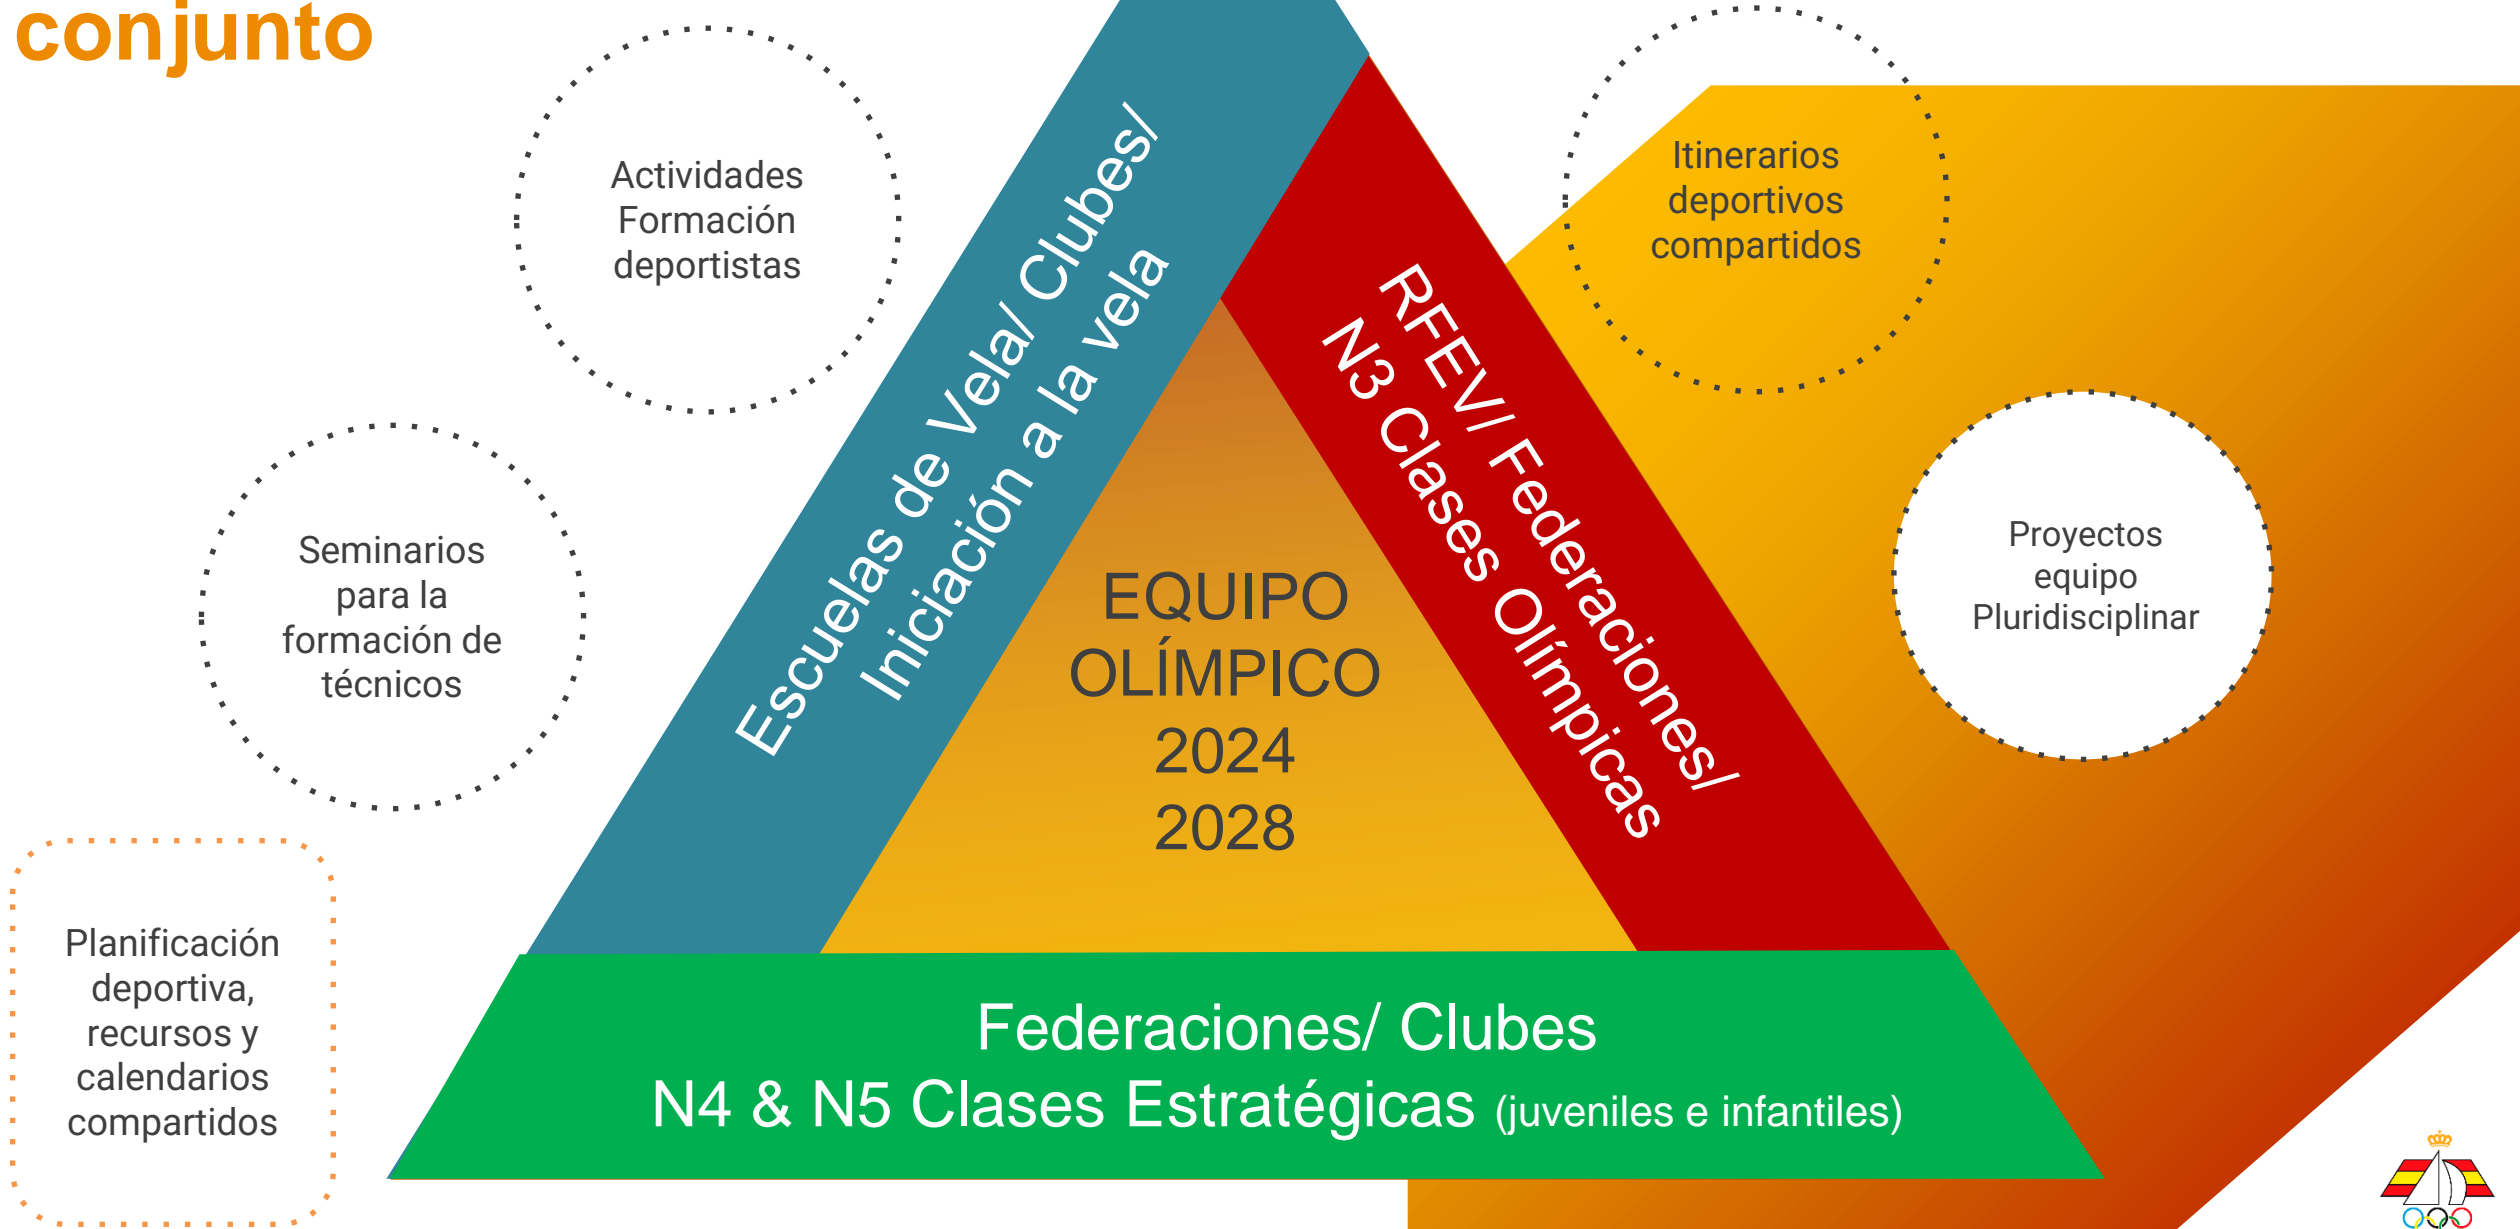 conjunto
Actividades
Formación
deportistas
Seminarios
para la
formación de
técnicos
Planificación
deportiva,
recursos y
calendarios
compartidos
Escuelas de Vela/ Clubes/
Iniciación a la vela
EQUIPO
OLÍMPICO
2024
2028
RFEV/ Federaciones/
N3 Clases Olímpicas
Itinerarios
deportivos
compartidos
Proyectos
equipo
Pluridisciplinar
Federaciones/ Clubes
N4 & N5 Clases Estratégicas (juveniles e infantiles)